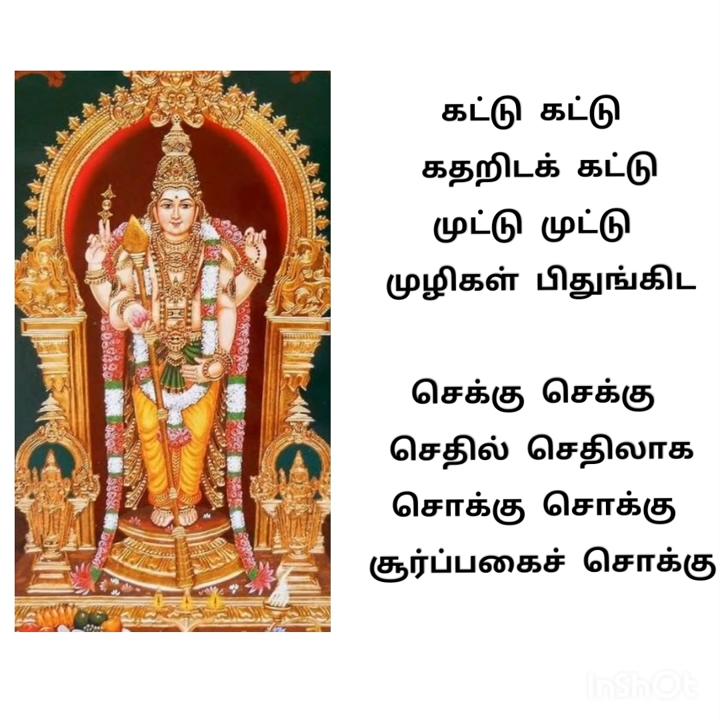 கட்டு கட்டு
கதறிடக் கட்டு
முட்டு முட்டு
முழிகள் பிதுங்கிட
செக்கு செக்கு
செதில் செதிலாக
சொக்கு சொக்கு
சூர்ப்பகைச் சொக்கு
InShOt